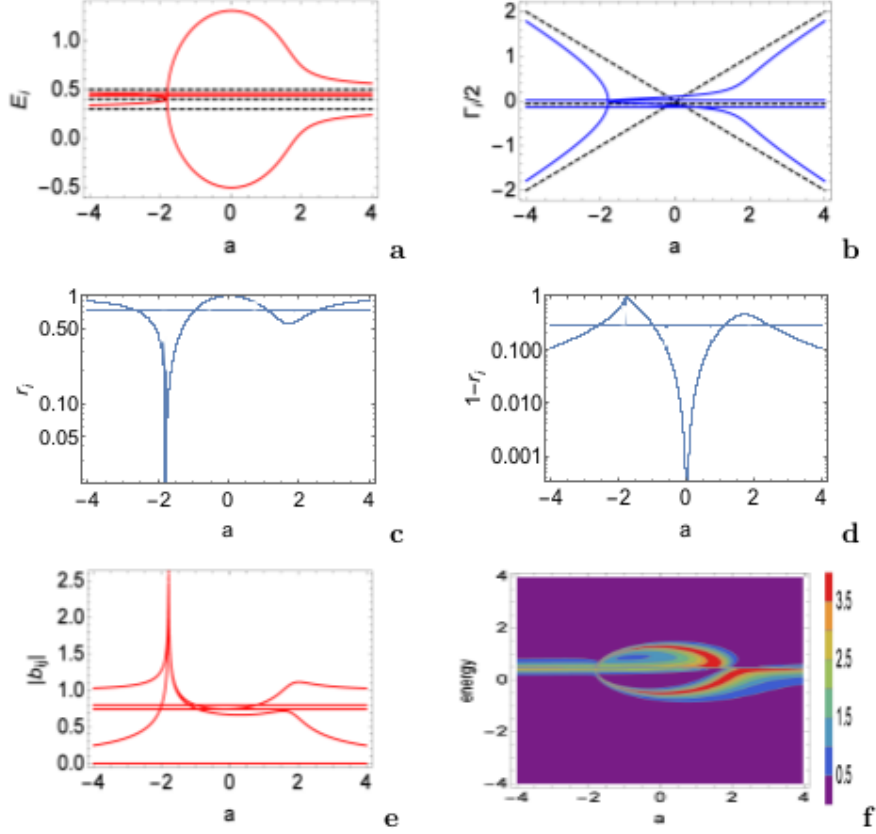 1.0
0.5
0.0
−0.5
E_i
−4 −2 0 2 4
a
a
2
1
0
−1
−2
Γ_i/2
−4 −2 0 2 4
a
b
1
0.50
0.10
0.05
r_i
−4 −2 0 2 4
a
c
1
0.100
0.010
0.001
1−r_i
−4 −2 0 2 4
a
d
2.5
2.0
1.5
1.0
0.5
0.0
|b_ij|
−4 −2 0 2 4
a
e
4
2
0
−2
−4
energy
−4 −2 0 2 4
a
3.5
2.5
1.5
0.5
f